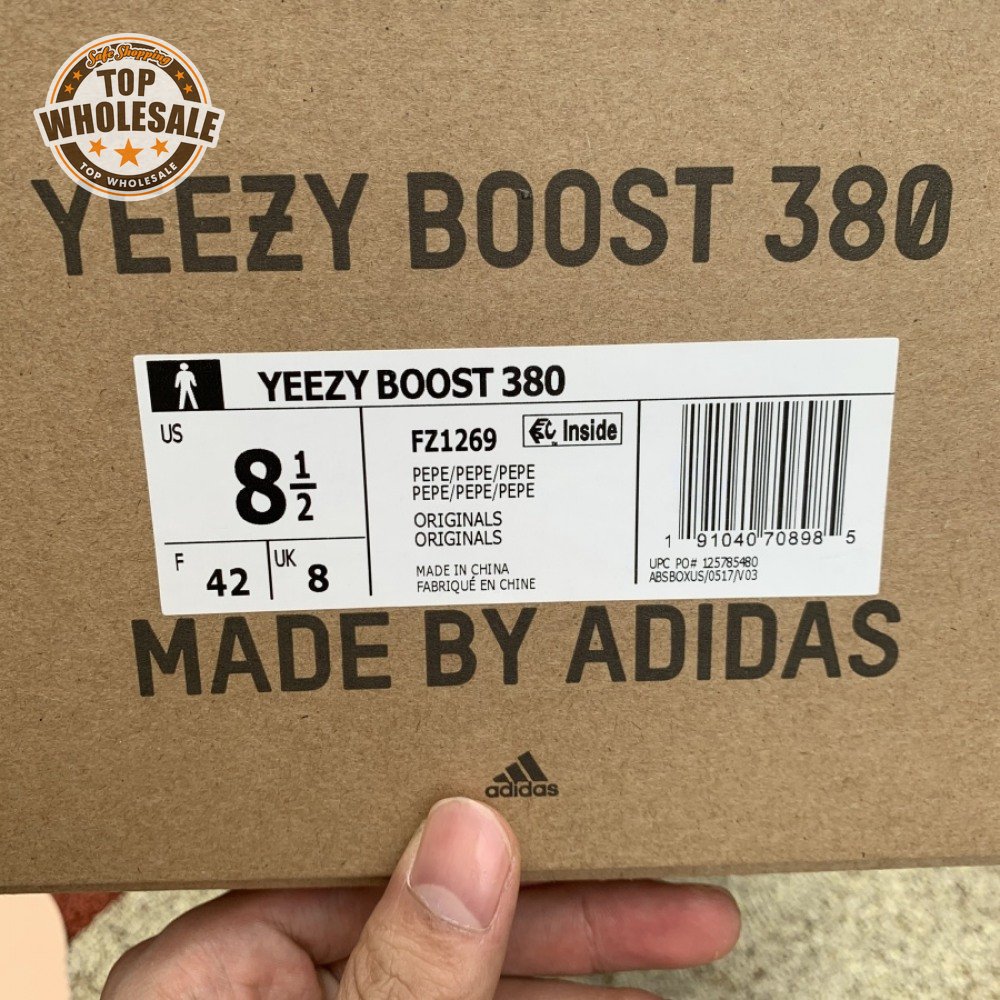 Safe Shopping
TOP
WHOLESALE
TOP WHOLESALE
YEEZY BOOST 380
YEEZY BOOST 380
US
8 1/2
F 42
UK 8
FZ1269
Inside
PEPE/PEPE/PEPE
PEPE/PEPE/PEPE
ORIGINALS
ORIGINALS
MADE IN CHINA
FABRIQUÉ EN CHINE
1 91040 70898 5
UPC PO# 125785480
ABSBOXUS/0517/V03
MADE BY ADIDAS
adidas